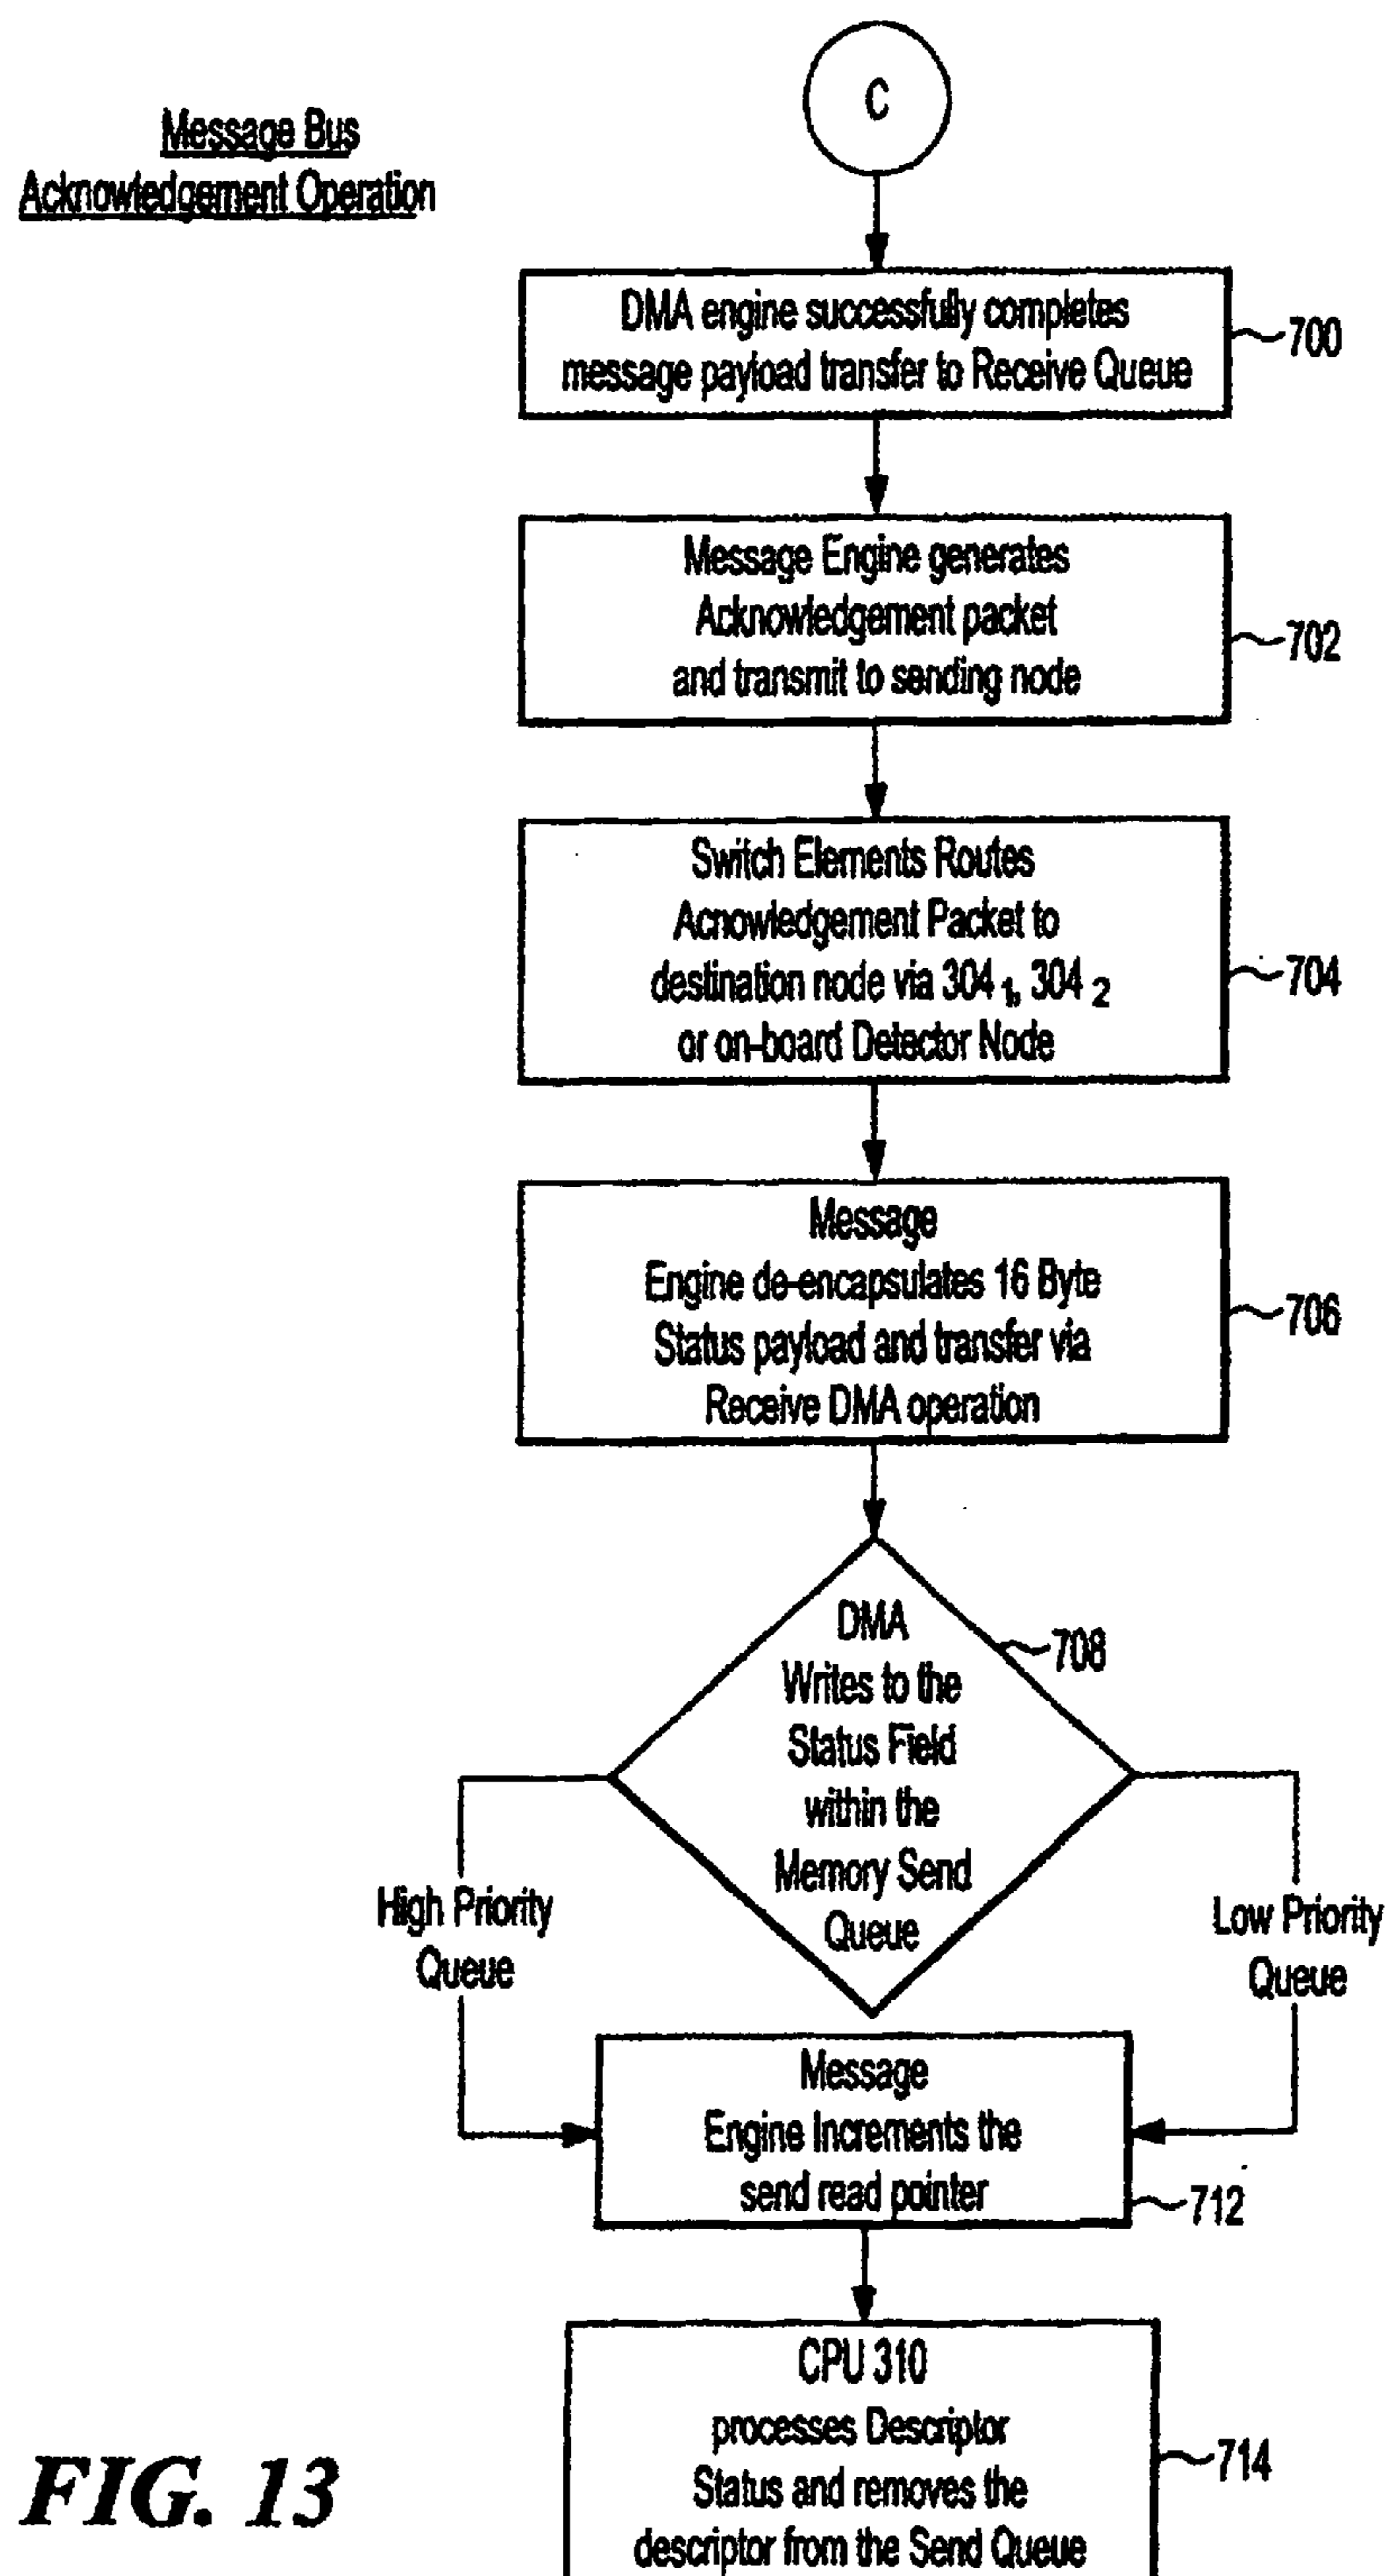 C
Message Bus
Acknowledgement Operation
DMA engine successfully completes
message payload transfer to Receive Queue
700
Message Engine generates
Acknowledgement packet
and transmit to sending node
702
Switch Elements Routes
Acnowledgement Packet to
destination node via 304 1, 304 2
or on-board Detector Node
704
Message
Engine de-encapsulates 16 Byte
Status payload and transfer via
Receive DMA operation
706
DMA
Writes to the
Status Field
within the
Memory Send
Queue
708
High Priority
Queue
Low Priority
Queue
Message
Engine Increments the
send read pointer
712
CPU 310
processes Descriptor
Status and removes the
descriptor from the Send Queue
714
FIG. 13